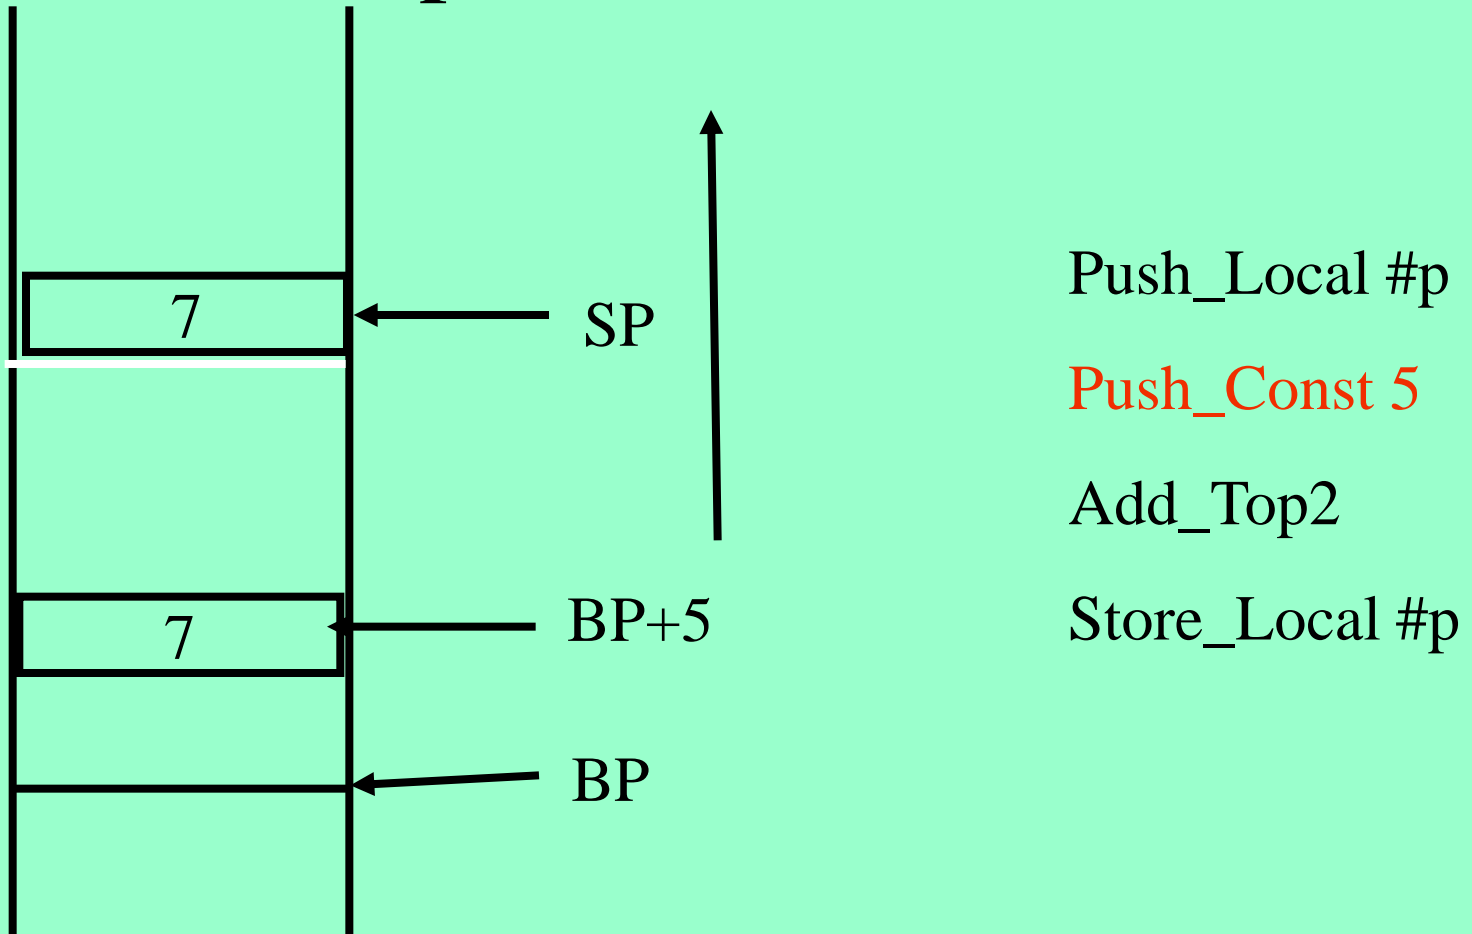 7
SP
Push_Local #p
Push_Const 5
Add_Top2
7
BP+5
Store_Local #p
BP